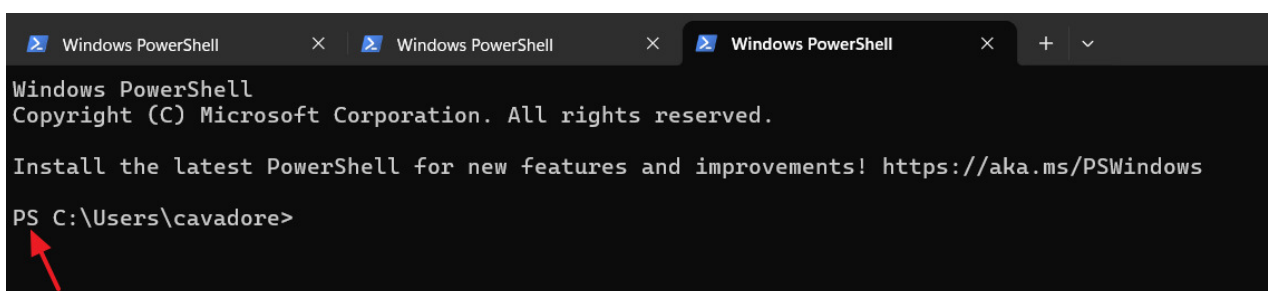 Windows PowerShell
Windows PowerShell
Windows PowerShell
Windows PowerShell
Copyright (C) Microsoft Corporation. All rights reserved.
Install the latest PowerShell for new features and improvements! https://aka.ms/PSWindows
PS C:\Users\cavadore>